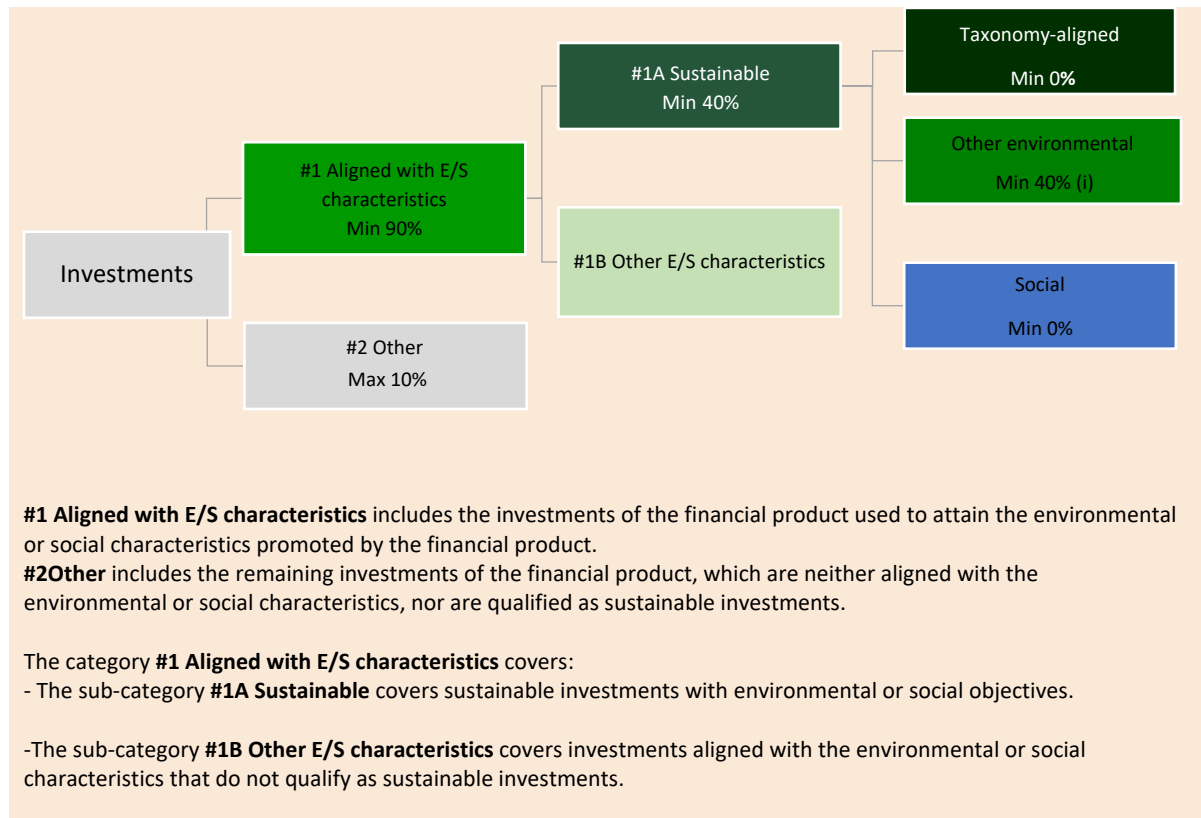 Taxonomy-aligned
Min 0%
#1A Sustainable
Min 40%
Other environmental
Min 40% (i)
#1 Aligned with E/S
characteristics
Min 90%
#1B Other E/S characteristics
Investments
Social
Min 0%
#2 Other
Max 10%
#1 Aligned with E/S characteristics includes the investments of the financial product used to attain the environmental
or social characteristics promoted by the financial product.
#2Other includes the remaining investments of the financial product, which are neither aligned with the
environmental or social characteristics, nor are qualified as sustainable investments.
The category #1 Aligned with E/S characteristics covers:
- The sub-category #1A Sustainable covers sustainable investments with environmental or social objectives.
-The sub-category #1B Other E/S characteristics covers investments aligned with the environmental or social
characteristics that do not qualify as sustainable investments.